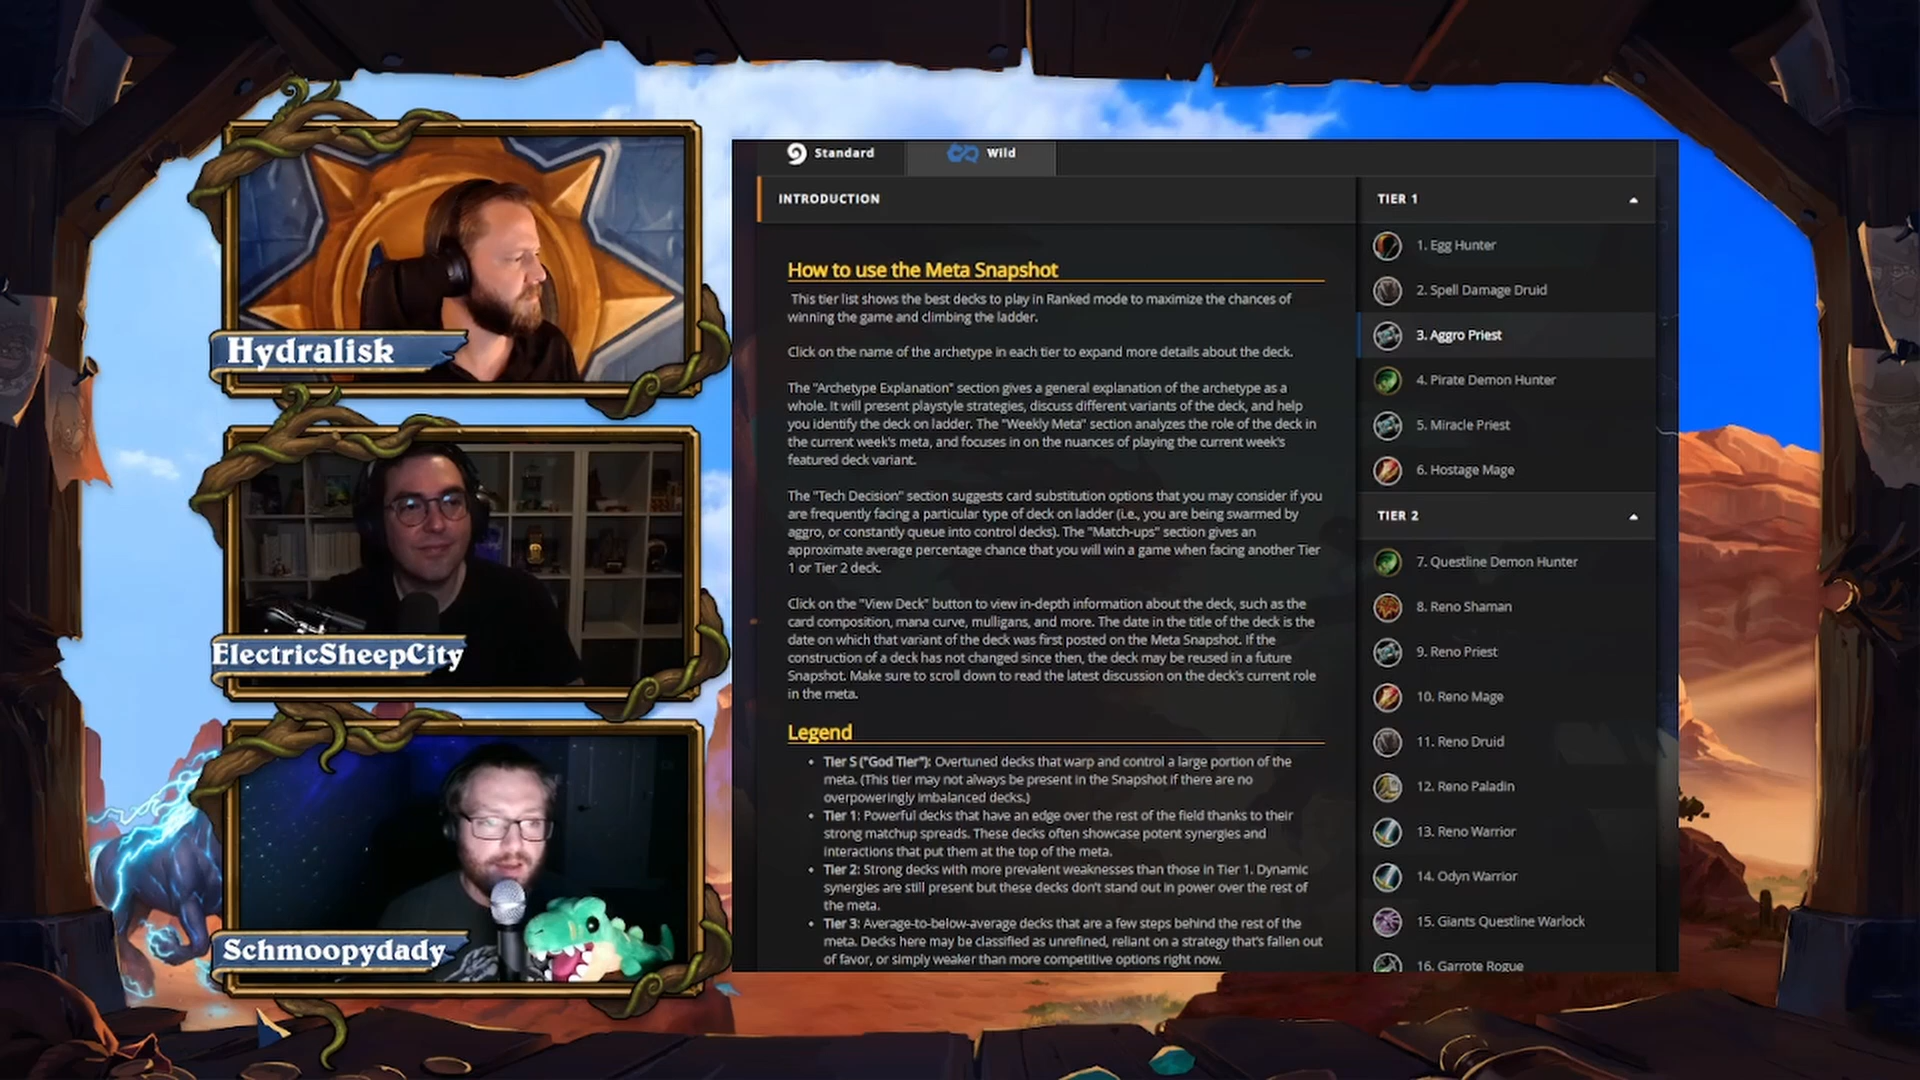 Hydralisk
ElectricSheepCity
Schmoopydady
Standard
Wild
INTRODUCTION
How to use the Meta Snapshot
This tier list shows the best decks to play in Ranked mode to maximize the chances of
winning the game and climbing the ladder.
Click on the name of the archetype in each tier to expand more details about the deck.
The "Archetype Explanation" section gives a general explanation of the archetype as a
whole. It will present playstyle strategies, discuss different variants of the deck, and help
you identify the deck on ladder. The "Weekly Meta" section analyzes the role of the deck in
the current week's meta, and focuses in on the nuances of playing the current week's
featured deck variant.
The "Tech Decision" section suggests card substitution options that you may consider if you
are frequently facing a particular type of deck on ladder (i.e., you are being swarmed by
aggro, or constantly queue into control decks). The "Match-ups" section gives an
approximate average percentage chance that you will win a game when facing another Tier
1 or Tier 2 deck.
Click on the "View Deck" button to view in-depth information about the deck, such as the
card composition, mana curve, mulligans, and more. The date in the title of the deck is the
date on which that variant of the deck was first posted on the Meta Snapshot. If the
construction of a deck has not changed since then, the deck may be reused in a future
Snapshot. Make sure to scroll down to read the latest discussion on the deck's current role
in the meta.
Legend
• Tier S ("God Tier"): Overtuned decks that warp and control a large portion of the
meta. (This tier may not always be present in the Snapshot if there are no
overpoweringly imbalanced decks.)
• Tier 1: Powerful decks that have an edge over the rest of the field thanks to their
strong matchup spreads. These decks often showcase potent synergies and
interactions that put them at the top of the meta.
• Tier 2: Strong decks with more prevalent weaknesses than those in Tier 1. Dynamic
synergies are still present but these decks don't stand out in power over the rest of
the meta.
• Tier 3: Average-to-below-average decks that are a few steps behind the rest of the
meta. Decks here may be classified as unrefined, reliant on a strategy that's fallen out
of favor, or simply weaker than more competitive options right now.
TIER 1
1. Egg Hunter
2. Spell Damage Druid
3. Aggro Priest
4. Pirate Demon Hunter
5. Miracle Priest
6. Hostage Mage
TIER 2
7. Questline Demon Hunter
8. Reno Shaman
9. Reno Priest
10. Reno Mage
11. Reno Druid
12. Reno Paladin
13. Reno Warrior
14. Odyn Warrior
15. Giants Questline Warlock
16. Garrote Rogue